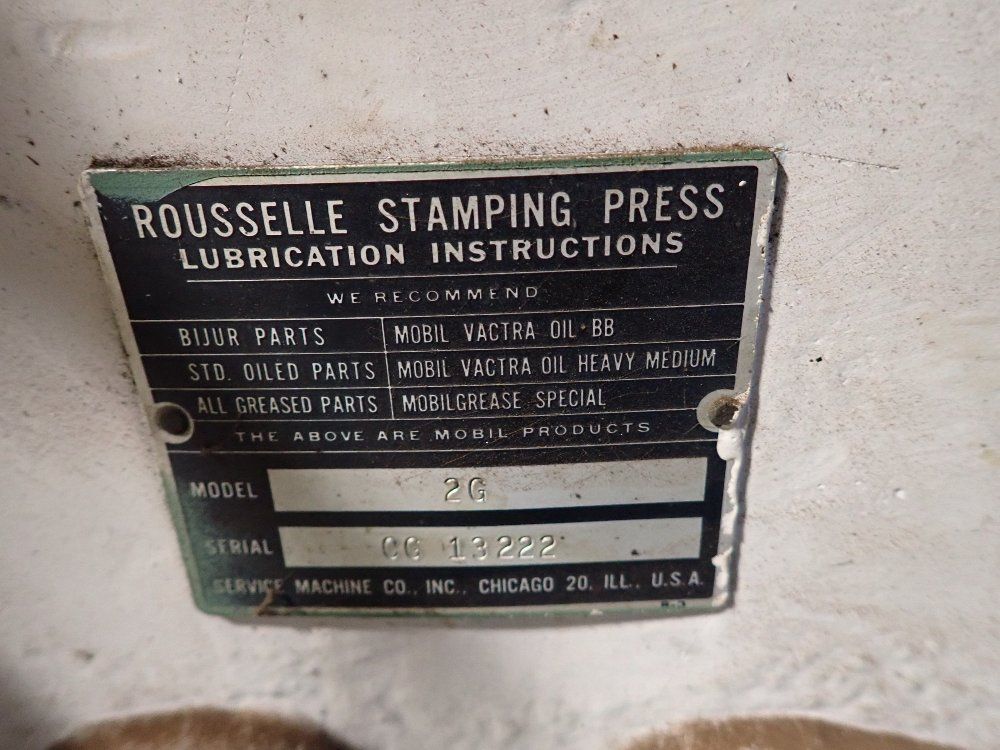 ROUSSELLE STAMPING PRESS
LUBRICATION INSTRUCTIONS
WE RECOMMEND
BIJUR PARTS MOBIL VACTRA OIL BB
STD. OILED PARTS MOBIL VACTRA OIL HEAVY MEDIUM
ALL GREASED PARTS MOBILGREASE SPECIAL
THE ABOVE ARE MOBIL PRODUCTS
MODEL 2G
SERIAL CG 13222
SERVICE MACHINE CO., INC., CHICAGO 20, ILL., U.S.A.